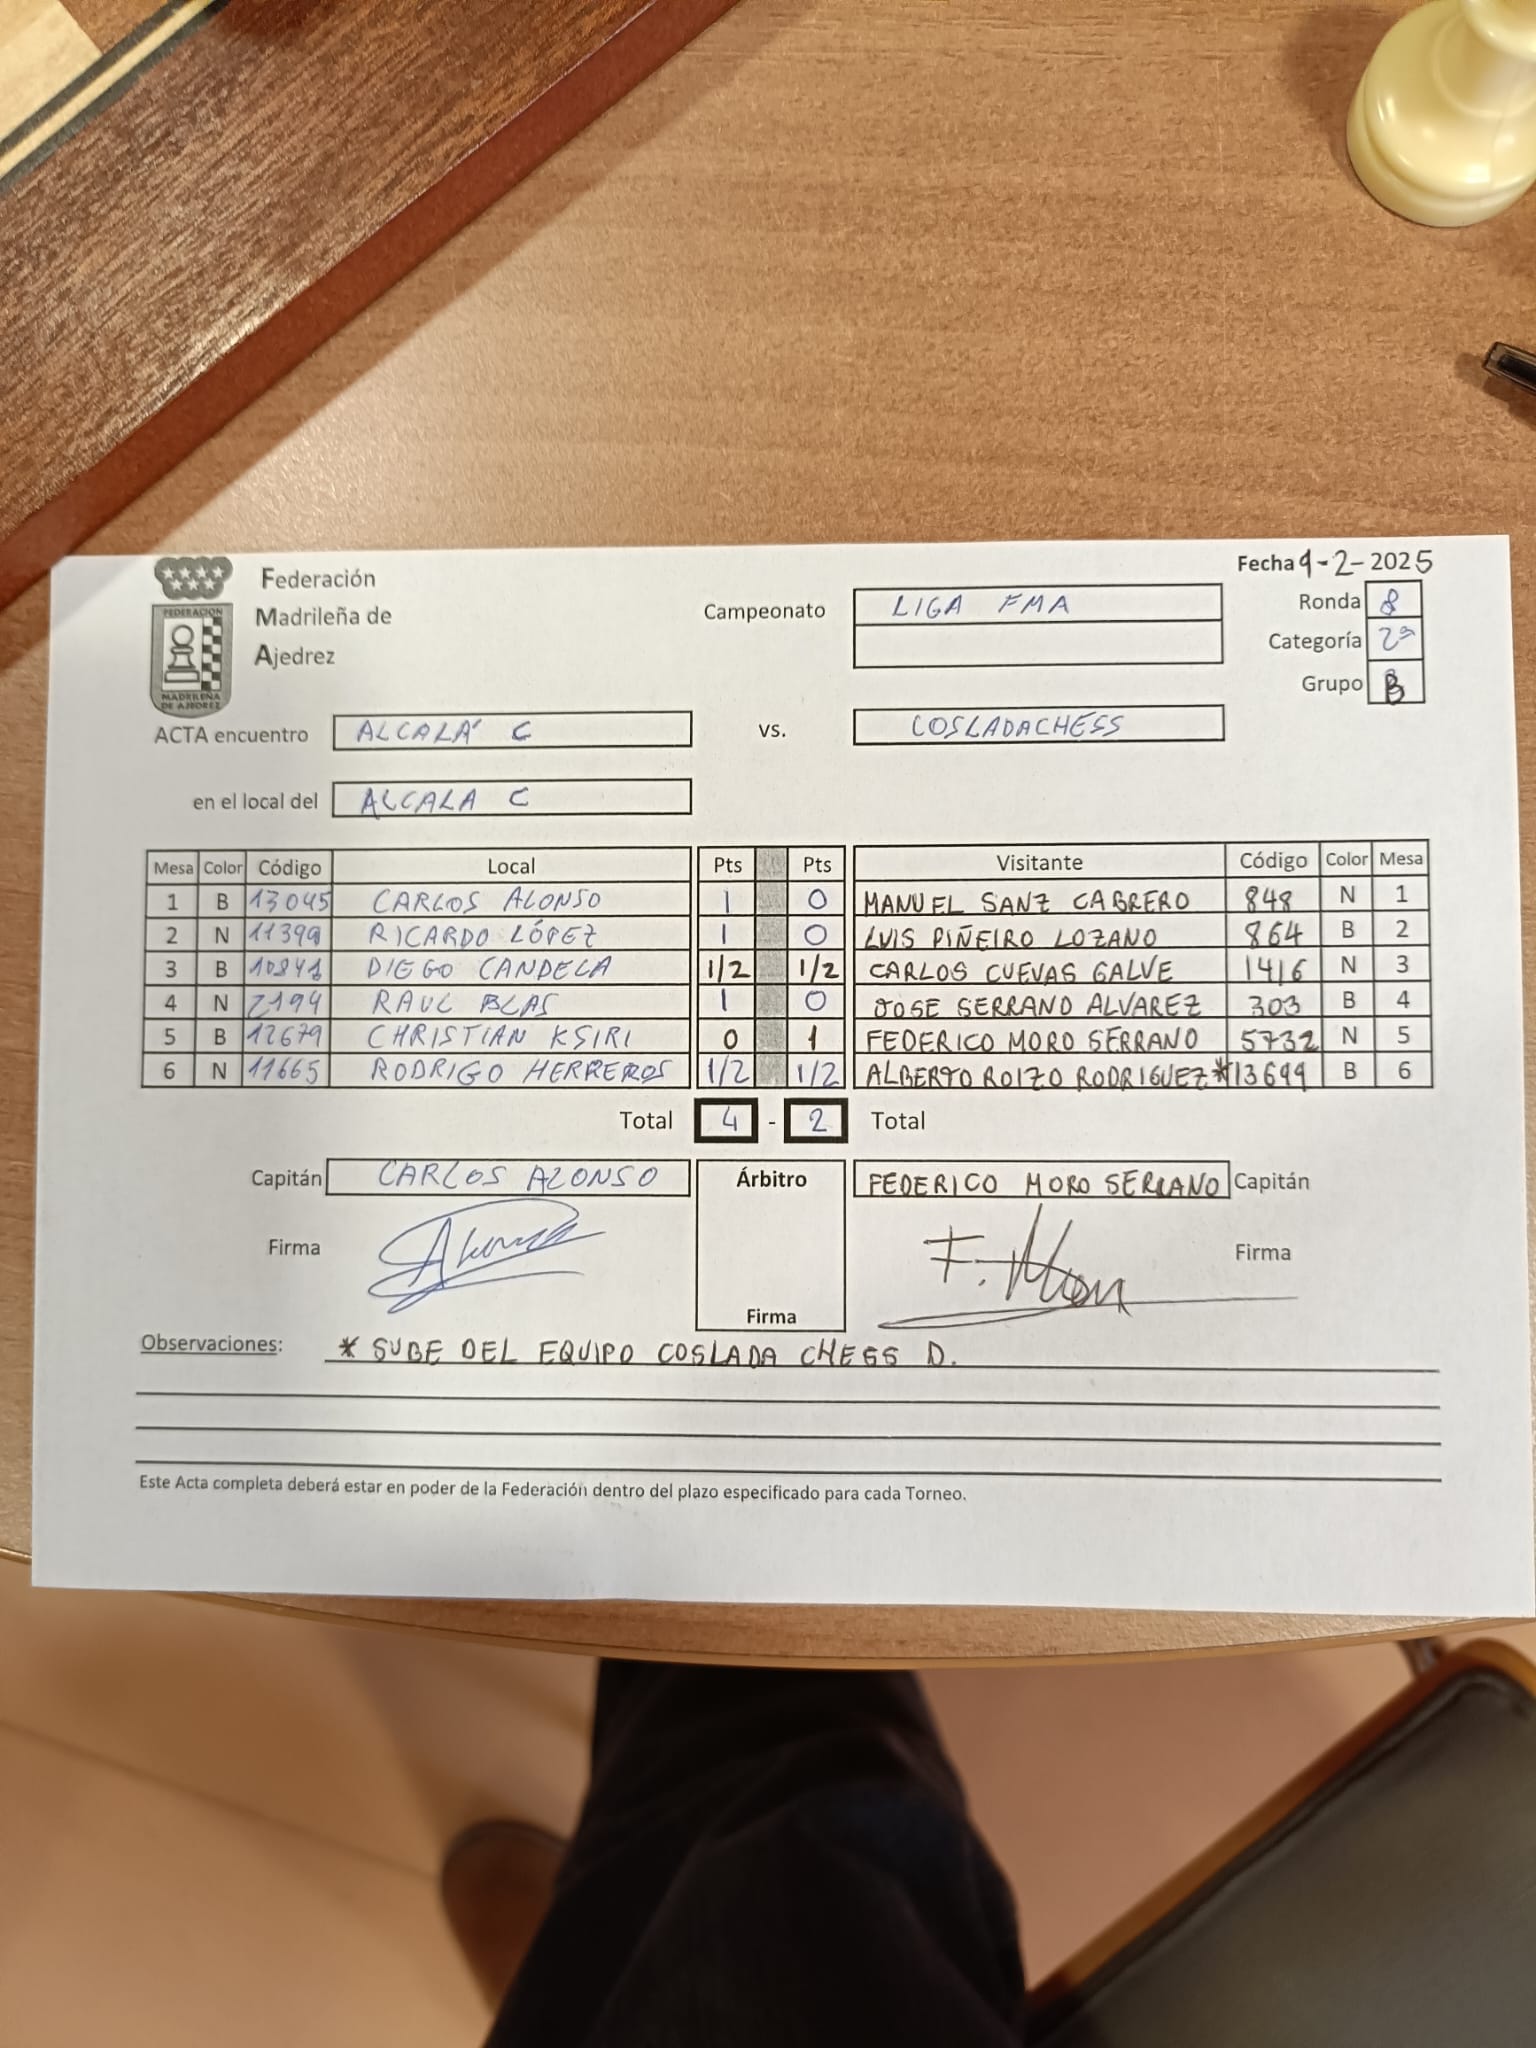 Federación
Madrileña de
Ajedrez
FEDERACION
MADRILEÑA
DE AJEDREZ
Campeonato LIGA FMA
Fecha 9-2-2025
Ronda 8
Categoría 2ª
Grupo B
ACTA encuentro ALCALÁ C vs. COSLADACHESS
en el local del ALCALA C
Mesa Color Código Local Pts Pts Visitante Código Color Mesa
1 B 13045 CARLOS ALONSO 1 0 MANUEL SANZ CABRERO 848 N 1
2 N 11399 RICARDO LÓPEZ 1 0 LUIS PIÑEIRO LOZANO 864 B 2
3 B 10841 DIEGO CANDELA 1/2 1/2 CARLOS CUEVAS GALVE 1416 N 3
4 N 2194 RAUL BLAS 1 0 JOSE SERRANO ALVAREZ 303 B 4
5 B 12679 CHRISTIAN KSIRI 0 1 FEDERICO MORO SERRANO 5732 N 5
6 N 11665 RODRIGO HERREROS 1/2 1/2 ALBERTO ROIZO RODRIGUEZ* 13699 B 6
Total 4 - 2 Total
Capitán CARLOS ALONSO Árbitro FEDERICO MORO SERRANO Capitán
Firma Alonso F. Moro Firma
Firma
Observaciones: * SUBE DEL EQUIPO COSLADA CHESS D.
Este Acta completa deberá estar en poder de la Federación dentro del plazo especificado para cada Torneo.